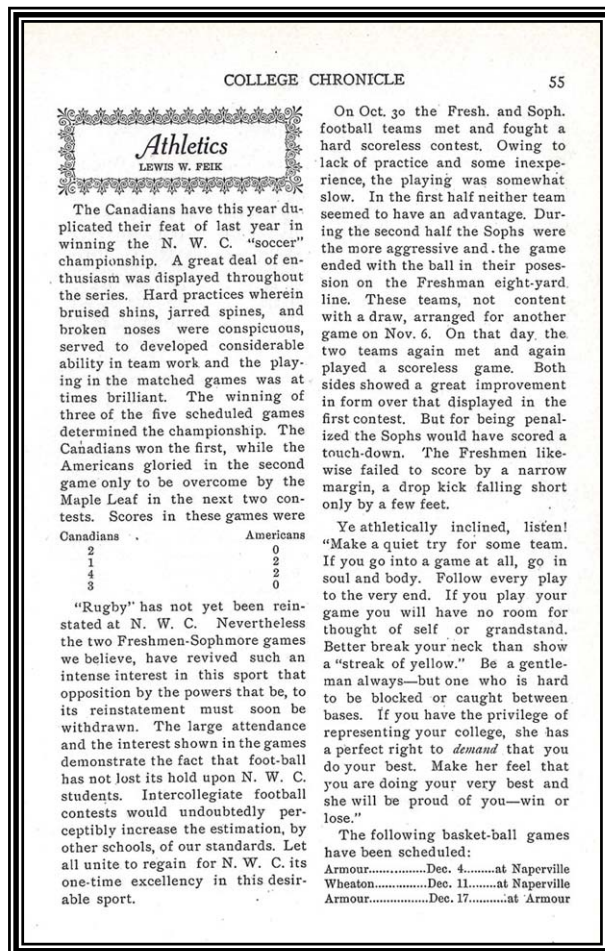 COLLEGE CHRONICLE 55
Athletics
LEWIS W. FEIK
The Canadians have this year du-
plicated their feat of last year in
winning the N. W. C. "soccer"
championship. A great deal of en-
thusiasm was displayed throughout
the series. Hard practices wherein
bruised shins, jarred spines, and
broken noses were conspicuous,
served to developed considerable
ability in team work and the play-
ing in the matched games was at
times brilliant. The winning of
three of the five scheduled games
determined the championship. The
Canadians won the first, while the
Americans gloried in the second
game only to be overcome by the
Maple Leaf in the next two con-
tests. Scores in these games were
Canadians Americans
2 0
1 2
4 2
3 0
"Rugby" has not yet been rein-
stated at N. W. C. Nevertheless
the two Freshmen-Sophmore games
we believe, have revived such an
intense interest in this sport that
opposition by the powers that be, to
its reinstatement must soon be
withdrawn. The large attendance
and the interest shown in the games
demonstrate the fact that foot-ball
has not lost its hold upon N. W. C.
students. Intercollegiate football
contests would undoubtedly per-
ceptibly increase the estimation, by
other schools, of our standards. Let
all unite to regain for N. W. C. its
one-time excellency in this desir-
able sport.
On Oct. 30 the Fresh. and Soph.
football teams met and fought a
hard scoreless contest. Owing to
lack of practice and some inexpe-
rience, the playing was somewhat
slow. In the first half neither team
seemed to have an advantage. Dur-
ing the second half the Sophs were
the more aggressive and the game
ended with the ball in their poses-
sion on the Freshman eight-yard
line. These teams, not content
with a draw, arranged for another
game on Nov. 6. On that day the
two teams again met and again
played a scoreless game. Both
sides showed a great improvement
in form over that displayed in the
first contest. But for being penal-
ized the Sophs would have scored a
touch-down. The Freshmen like-
wise failed to score by a narrow
margin, a drop kick falling short
only by a few feet.
Ye athletically inclined, listen!
"Make a quiet try for some team.
If you go into a game at all, go in
soul and body. Follow every play
to the very end. If you play your
game you will have no room for
thought of self or grandstand.
Better break your neck than show
a "streak of yellow." Be a gentle-
man always—but one who is hard
to be blocked or caught between
bases. If you have the privilege of
representing your college, she has
a perfect right to demand that you
do your best. Make her feel that
you are doing your very best and
she will be proud of you—win or
lose."
The following basket-ball games
have been scheduled:
Armour................Dec. 4.........at Naperville
Wheaton...............Dec. 11........at Naperville
Armour.................Dec. 17...........at Armour